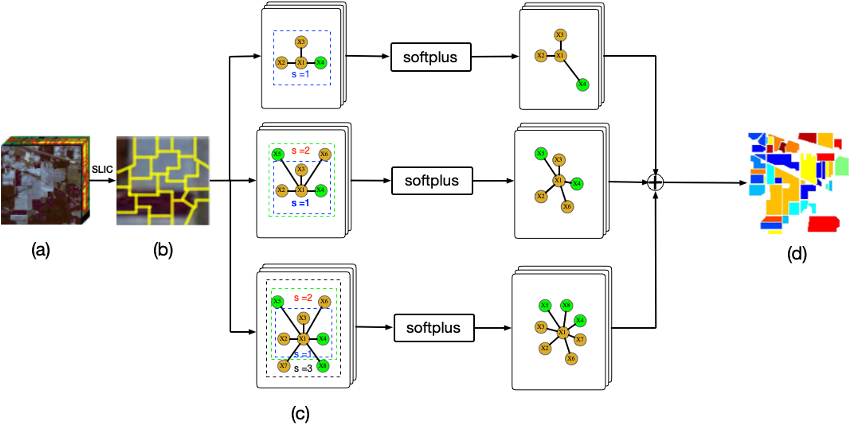 X3
X2 X1 X4
s =1
softplus
X3
X2 X1
X4
SLIC
s =2
X5 X6
X3
X2 X1 X4
s =1
softplus
X5 X3
X1 X4
X2 X6
s =2
X5 X6
X3
X2 X1 X4
s =1
X7 X8
s =3
softplus
X5 X8
X3 X4
X1 X7
X2 X6
(a)
(b)
(c)
(d)